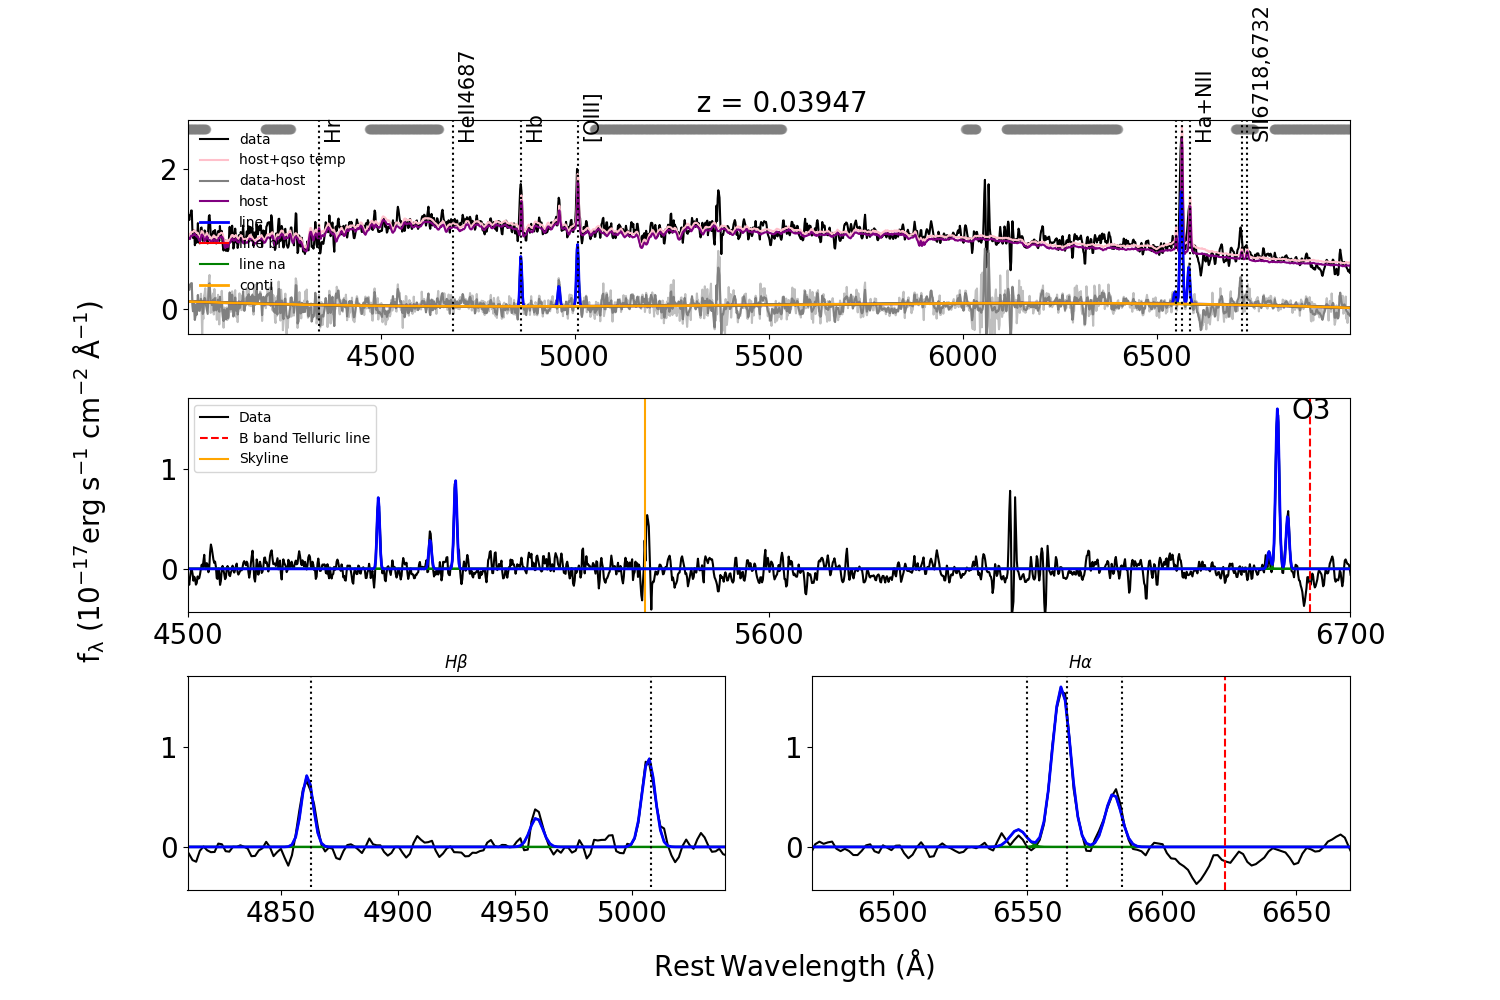 z = 0.03947
Hr
HeII4687
Hb
[OIII]
Ha+NII
SII6718,6732
data
host+qso temp
data-host
host
line
line na
conti
2
0
4500 5000 5500 6000 6500
Data
B band Telluric line
Skyline
O3
1
0
4500 5600 6700
fλ (10⁻¹⁷erg s⁻¹ cm⁻² Å⁻¹)
Hβ
Hα
1
0
4850 4900 4950 5000
1
0
6500 6550 6600 6650
Rest Wavelength (Å)